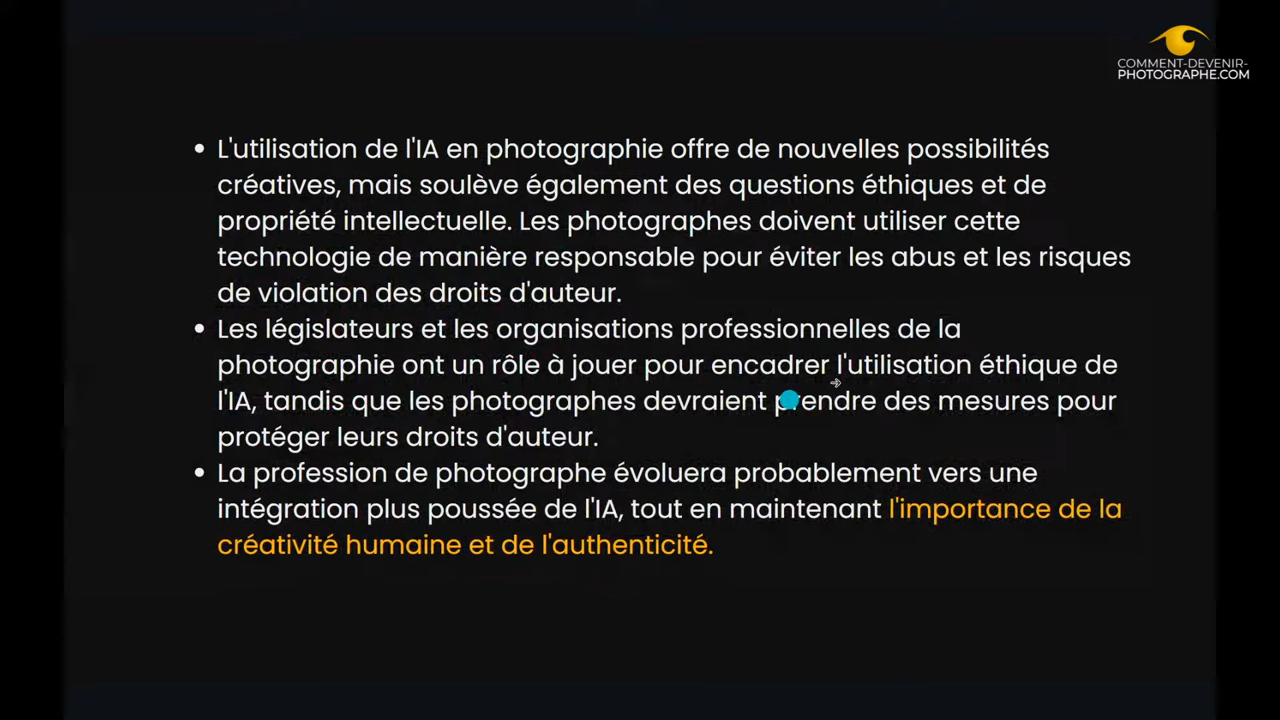 COMMENT-DEVENIR-
PHOTOGRAPHE.COM
• L'utilisation de l'IA en photographie offre de nouvelles possibilités
créatives, mais soulève également des questions éthiques et de
propriété intellectuelle. Les photographes doivent utiliser cette
technologie de manière responsable pour éviter les abus et les risques
de violation des droits d'auteur.
• Les législateurs et les organisations professionnelles de la
photographie ont un rôle à jouer pour encadrer l'utilisation éthique de
l'IA, tandis que les photographes devraient prendre des mesures pour
protéger leurs droits d'auteur.
• La profession de photographe évoluera probablement vers une
intégration plus poussée de l'IA, tout en maintenant l'importance de la
créativité humaine et de l'authenticité.